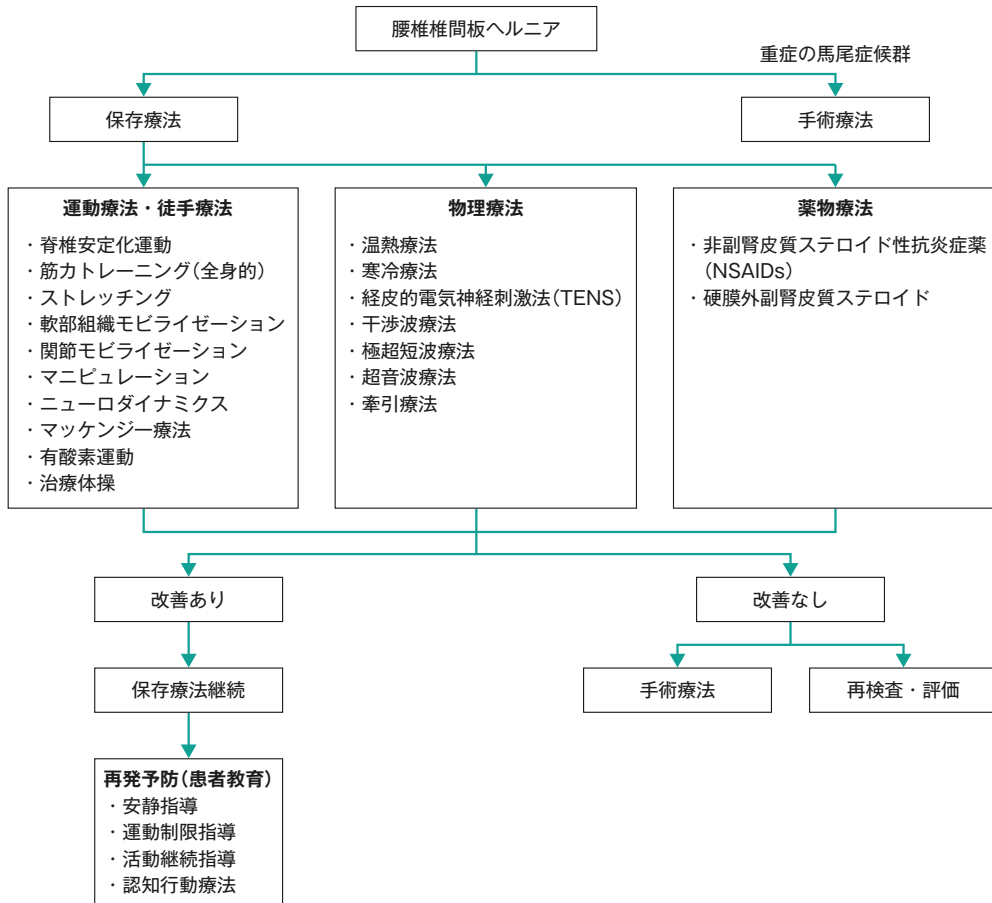 腰椎椎間板ヘルニア
重症の馬尾症候群
保存療法
手術療法
運動療法・徒手療法
・脊椎安定化運動
・筋力トレーニング(全身的)
・ストレッチング
・軟部組織モビライゼーション
・関節モビライゼーション
・マニピュレーション
・ニューロダイナミクス
・マッケンジー療法
・有酸素運動
・治療体操
物理療法
・温熱療法
・寒冷療法
・経皮的電気神経刺激法(TENS)
・干渉波療法
・極超短波療法
・超音波療法
・牽引療法
薬物療法
・非副腎皮質ステロイド性抗炎症薬
(NSAIDs)
・硬膜外副腎皮質ステロイド
改善あり
改善なし
保存療法継続
手術療法
再検査・評価
再発予防(患者教育)
・安静指導
・運動制限指導
・活動継続指導
・認知行動療法